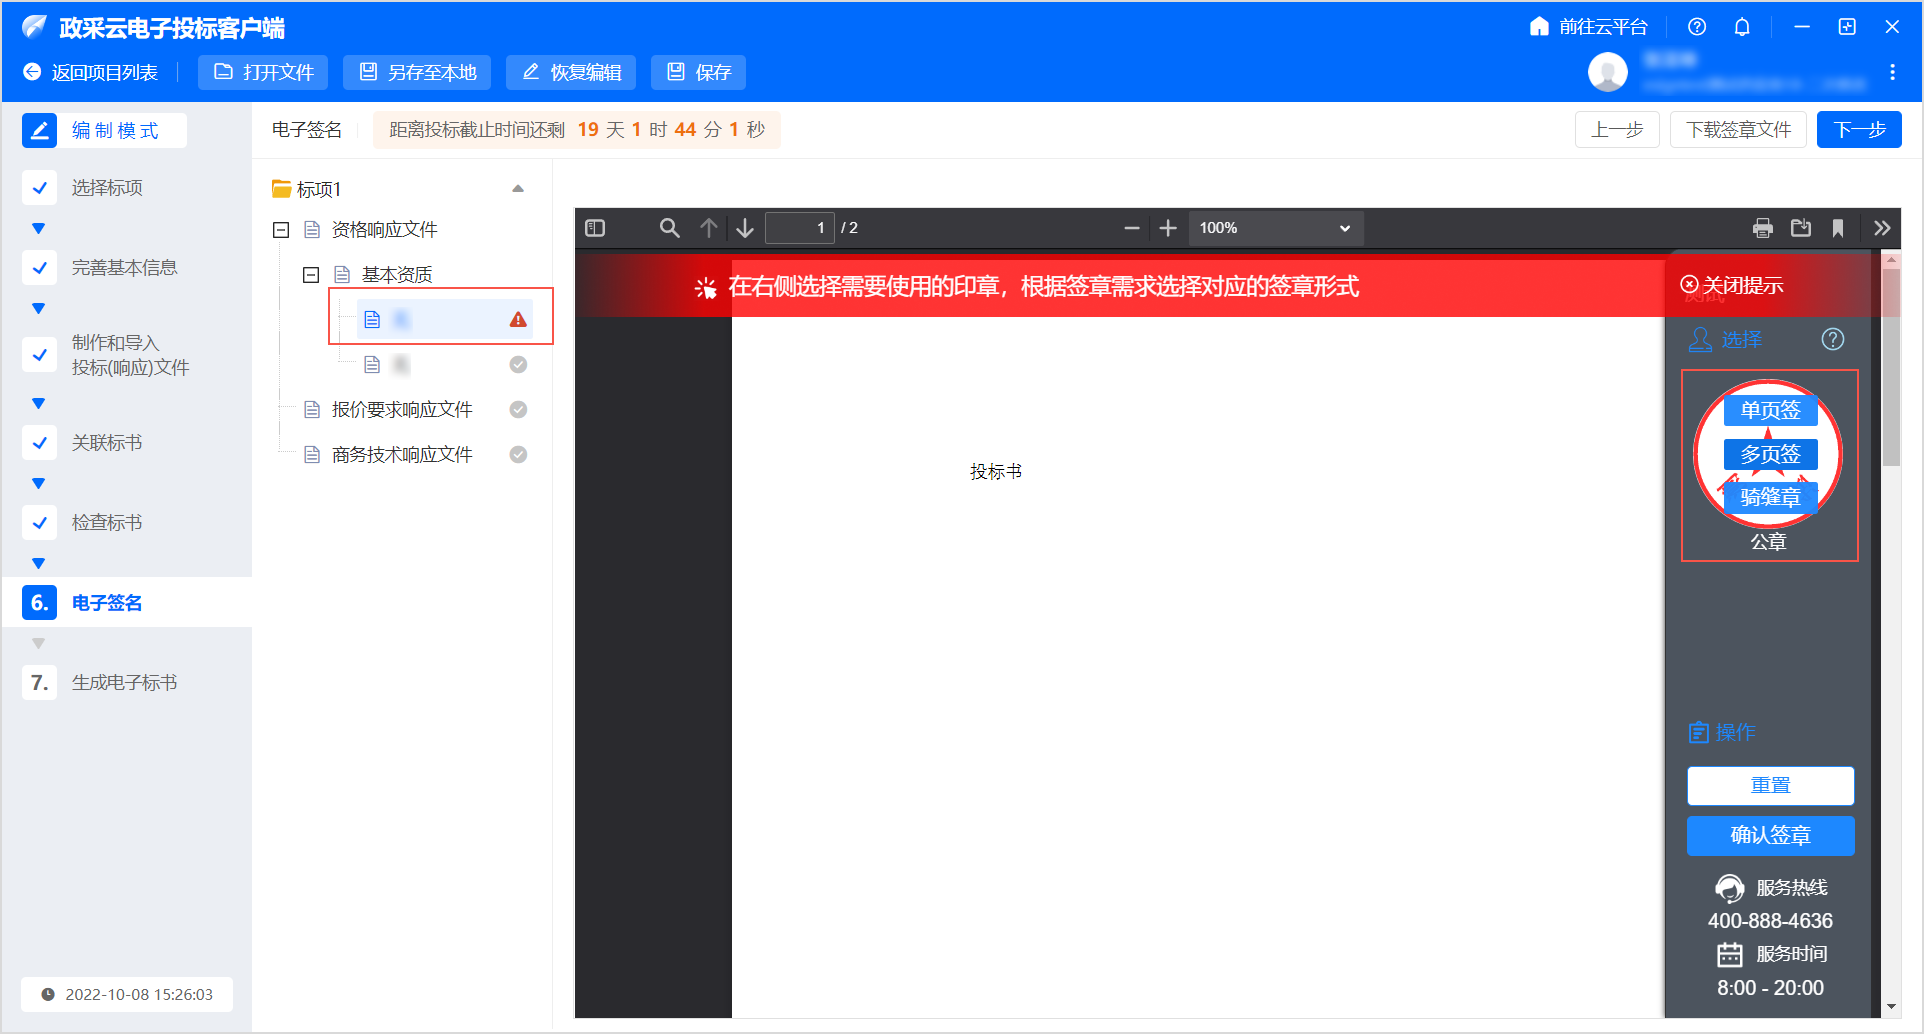 政采云电子投标客户端
前往云平台
返回项目列表
打开文件
另存至本地
恢复编辑
保存
编制模式
选择标项
完善基本信息
制作和导入
投标(响应)文件
关联标书
检查标书
6. 电子签名
7. 生成电子标书
2022-10-08 15:26:03
电子签名
距离投标截止时间还剩 19 天 1 时 44 分 1 秒
上一步
下载签章文件
下一步
标项1
资格响应文件
基本资质
报价要求响应文件
商务技术响应文件
1 / 2
100%
在右侧选择需要使用的印章，根据签章需求选择对应的签章形式
关闭提示
测试
选择
单页签
多页签
骑缝章
公章
投标书
操作
重置
确认签章
服务热线
400-888-4636
服务时间
8:00 - 20:00